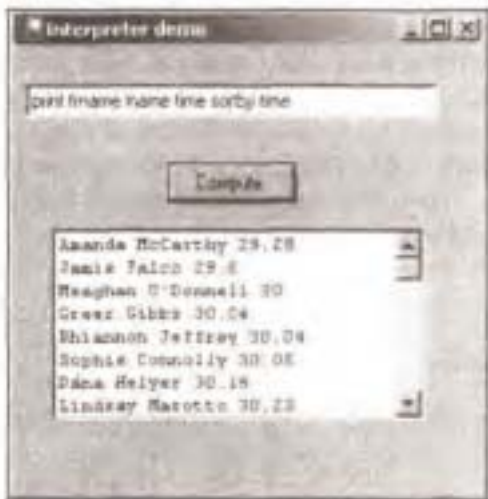 Interpreter demo
print frname lname time sortby time
Compute
Amanda McCarthy 29.28
Jamie Falco 29.6
Meaghan O'Donnell 30
Greer Gibbs 30.04
Rhiannon Jeffrey 30.04
Sophie Connolly 30.05
Dana Helyer 30.18
Lindsay Marotto 30.23